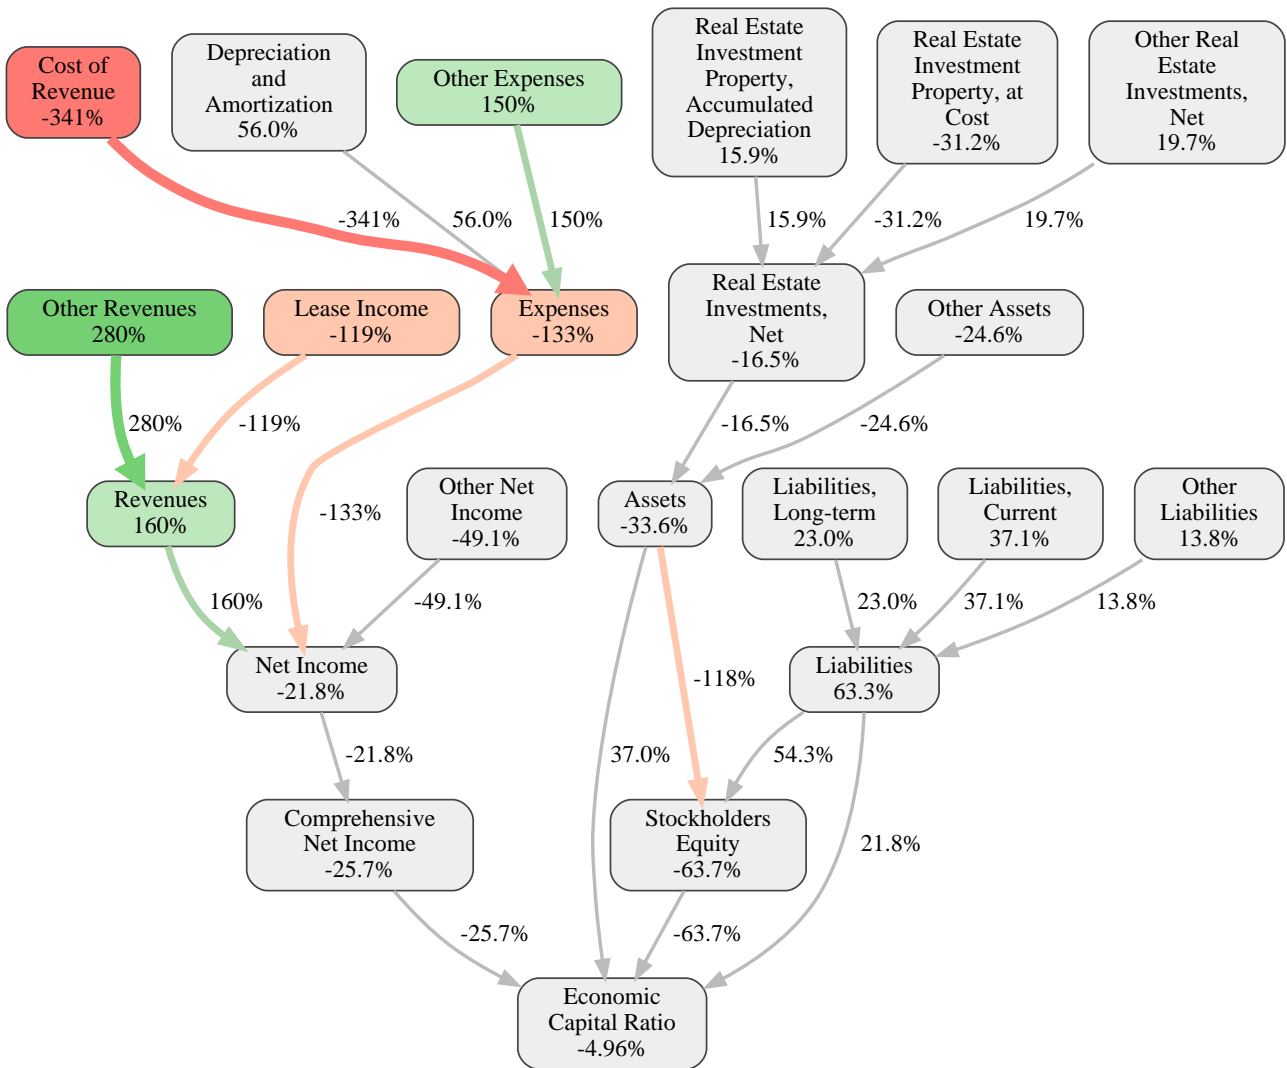 Cost of
Revenue
-341%
Depreciation
and
Amortization
56.0%
Other Expenses
150%
Real Estate
Investment
Property,
Accumulated
Depreciation
15.9%
Real Estate
Investment
Property, at
Cost
-31.2%
Other Real
Estate
Investments,
Net
19.7%
-341%
56.0%
150%
15.9%
-31.2%
19.7%
Other Revenues
280%
Lease Income
-119%
Expenses
-133%
Real Estate
Investments,
Net
-16.5%
Other Assets
-24.6%
280%
-119%
-16.5%
-24.6%
Revenues
160%
-133%
Other Net
Income
-49.1%
Assets
-33.6%
Liabilities,
Long-term
23.0%
Liabilities,
Current
37.1%
Other
Liabilities
13.8%
160%
-49.1%
23.0%
37.1%
13.8%
Net Income
-21.8%
-118%
Liabilities
63.3%
-21.8%
37.0%
54.3%
Comprehensive
Net Income
-25.7%
Stockholders
Equity
-63.7%
21.8%
-25.7%
-63.7%
Economic
Capital Ratio
-4.96%